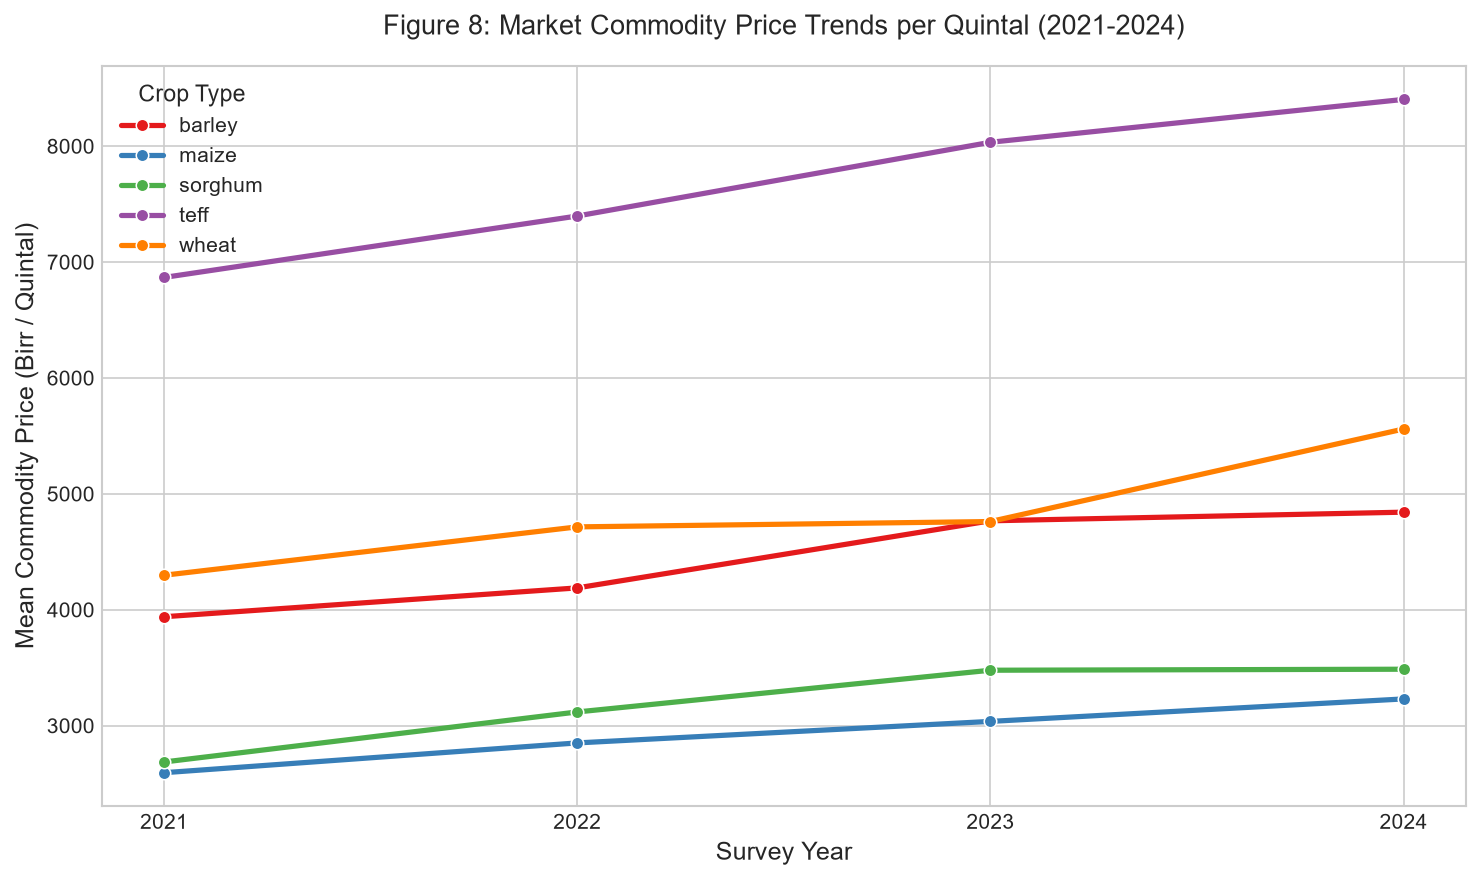 Figure 8: Market Commodity Price Trends per Quintal (2021-2024)
Crop Type
barley
maize
sorghum
teff
wheat
Mean Commodity Price (Birr / Quintal)
8000
7000
6000
5000
4000
3000
2021 2022 2023 2024
Survey Year